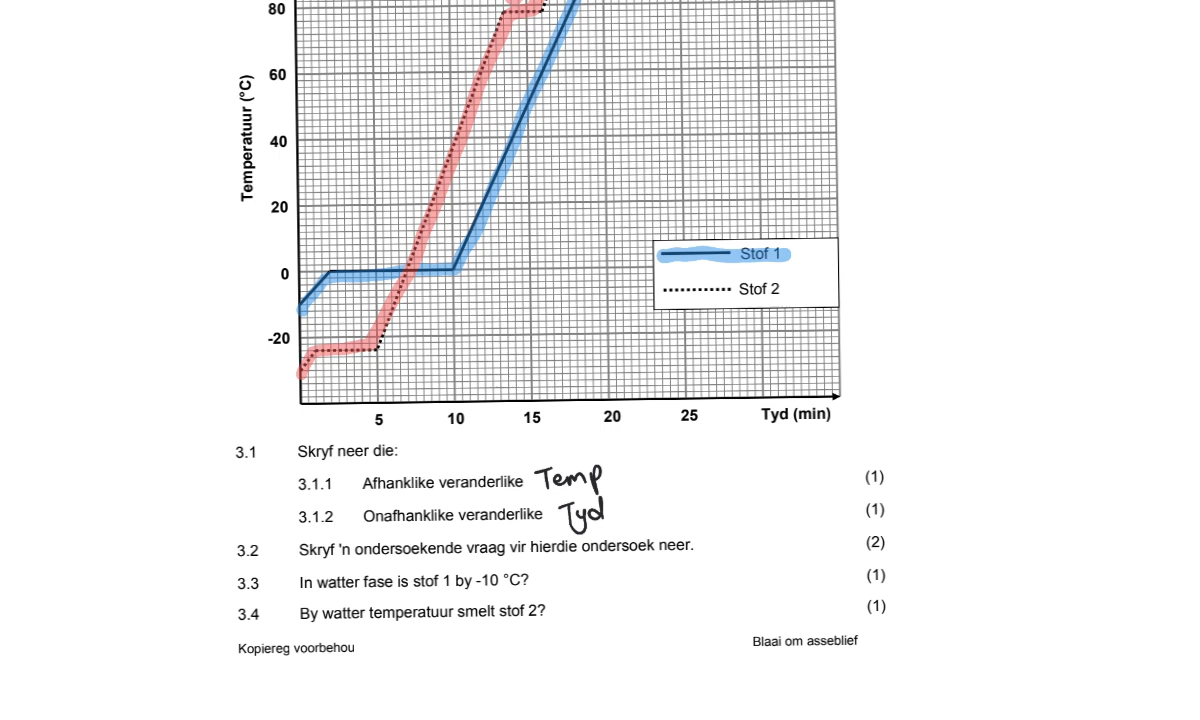 80
60
40
20
0
-20
Temperatuur (°C)
Stof 1
Stof 2
5 10 15 20 25 Tyd (min)
3.1 Skryf neer die:
3.1.1 Afhanklike veranderlike Temp (1)
3.1.2 Onafhanklike veranderlike Tyd (1)
3.2 Skryf 'n ondersoekende vraag vir hierdie ondersoek neer. (2)
3.3 In watter fase is stof 1 by -10 °C? (1)
3.4 By watter temperatuur smelt stof 2? (1)
Kopiereg voorbehou Blaai om asseblief